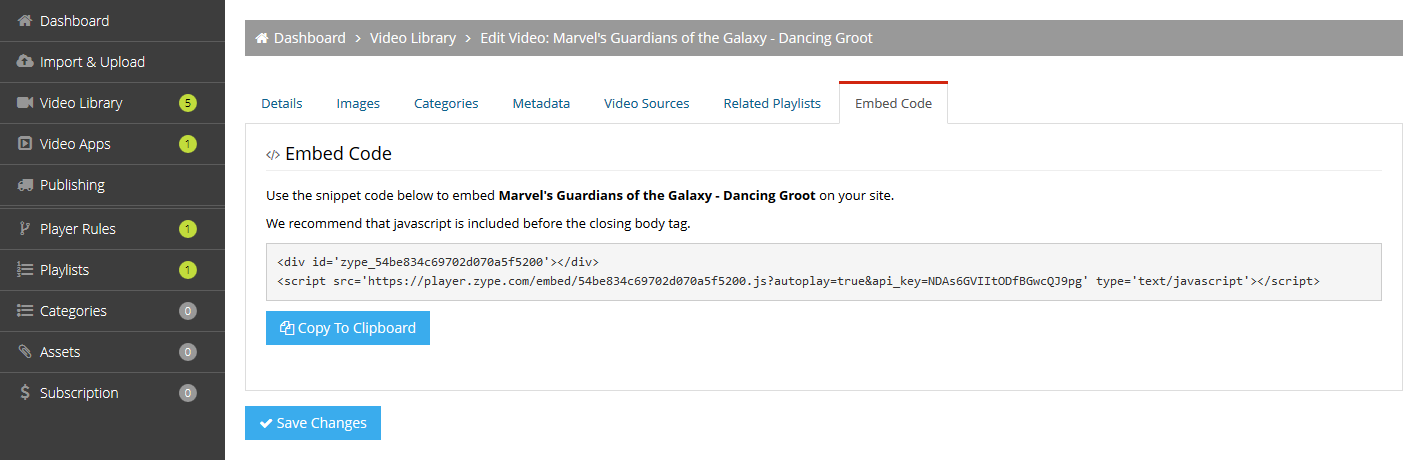 Dashboard
Import & Upload
Video Library 5
Video Apps 1
Publishing
Player Rules 1
Playlists 1
Categories 0
Assets 0
Subscription 0
Dashboard > Video Library > Edit Video: Marvel's Guardians of the Galaxy - Dancing Groot
Details Images Categories Metadata Video Sources Related Playlists Embed Code
</> Embed Code
Use the snippet code below to embed Marvel's Guardians of the Galaxy - Dancing Groot on your site.
We recommend that javascript is included before the closing body tag.
<div id='zype_54be834c69702d070a5f5200'></div>
<script src='https://player.zype.com/embed/54be834c69702d070a5f5200.js?autoplay=true&api_key=NDAs6GVIItODfBGwcQJ9pg' type='text/javascript'></script>
Copy To Clipboard
Save Changes